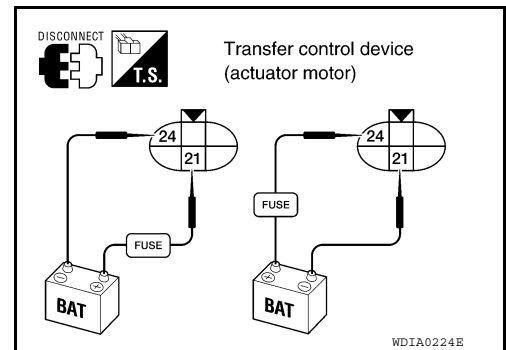 DISCONNECT
T.S.
Transfer control device
(actuator motor)
24
21
FUSE
BAT
24
21
FUSE
BAT
WDIA0224E